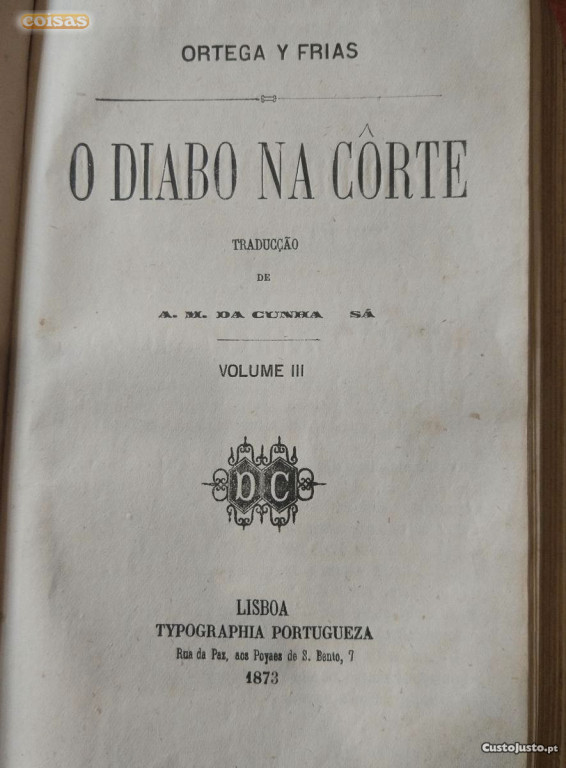 coisas
ORTEGA Y FRIAS
O DIABO NA CÔRTE
TRADUCÇÃO
DE
A. M. DA CUNHA SÁ
VOLUME III
DC
LISBOA
TYPOGRAPHIA PORTUGUEZA
Rua da Paz, aos Poyaes de S. Bento, 7
1873
CustoJusto.pt